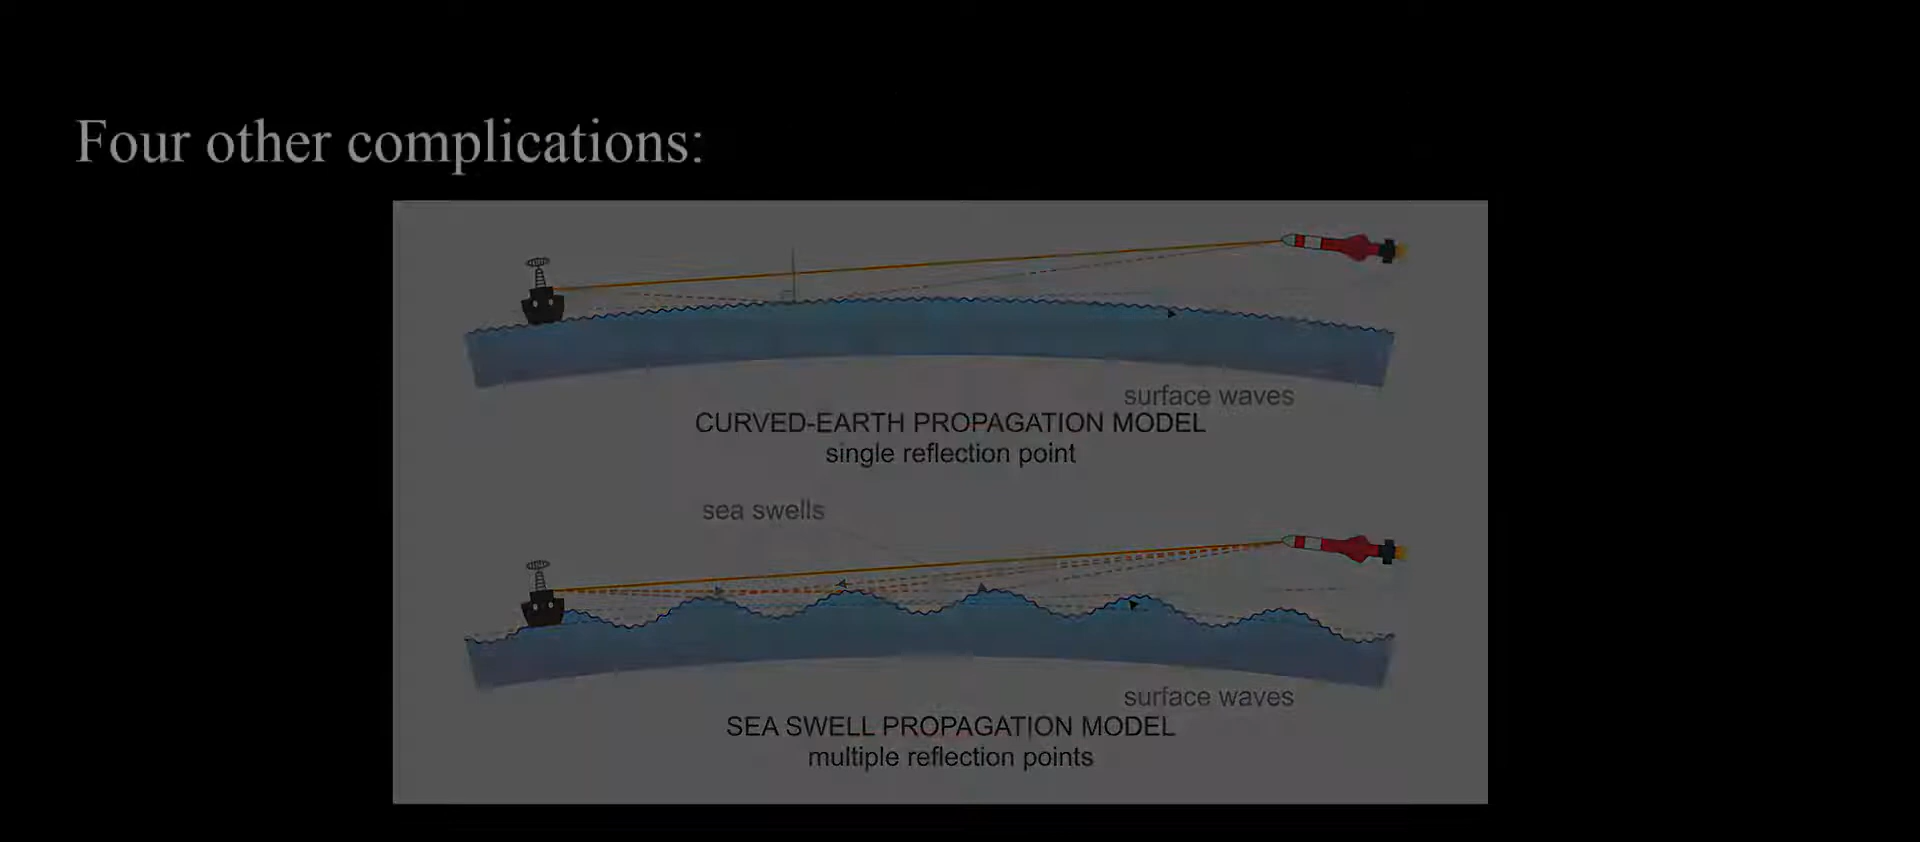 Four other complications:
surface waves
CURVED-EARTH PROPAGATION MODEL
single reflection point
sea swells
surface waves
SEA SWELL PROPAGATION MODEL
multiple reflection points